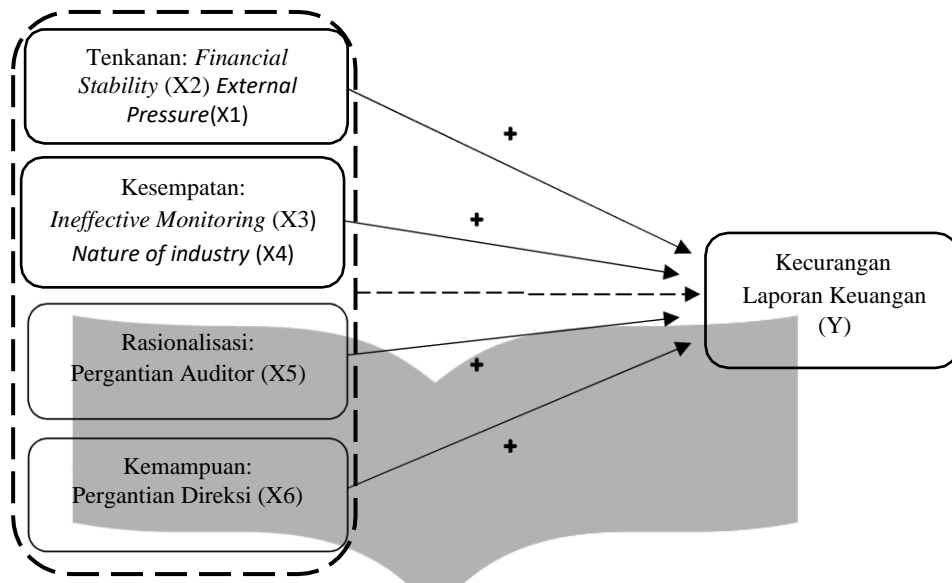 Tenkanan: Financial
Stability (X2) External
Pressure(X1)
+
Kesempatan:
Ineffective Monitoring (X3)
Nature of industry (X4)
+
Kecurangan
Laporan Keuangan
(Y)
Rasionalisasi:
Pergantian Auditor (X5)
+
Kemampuan:
Pergantian Direksi (X6)
+